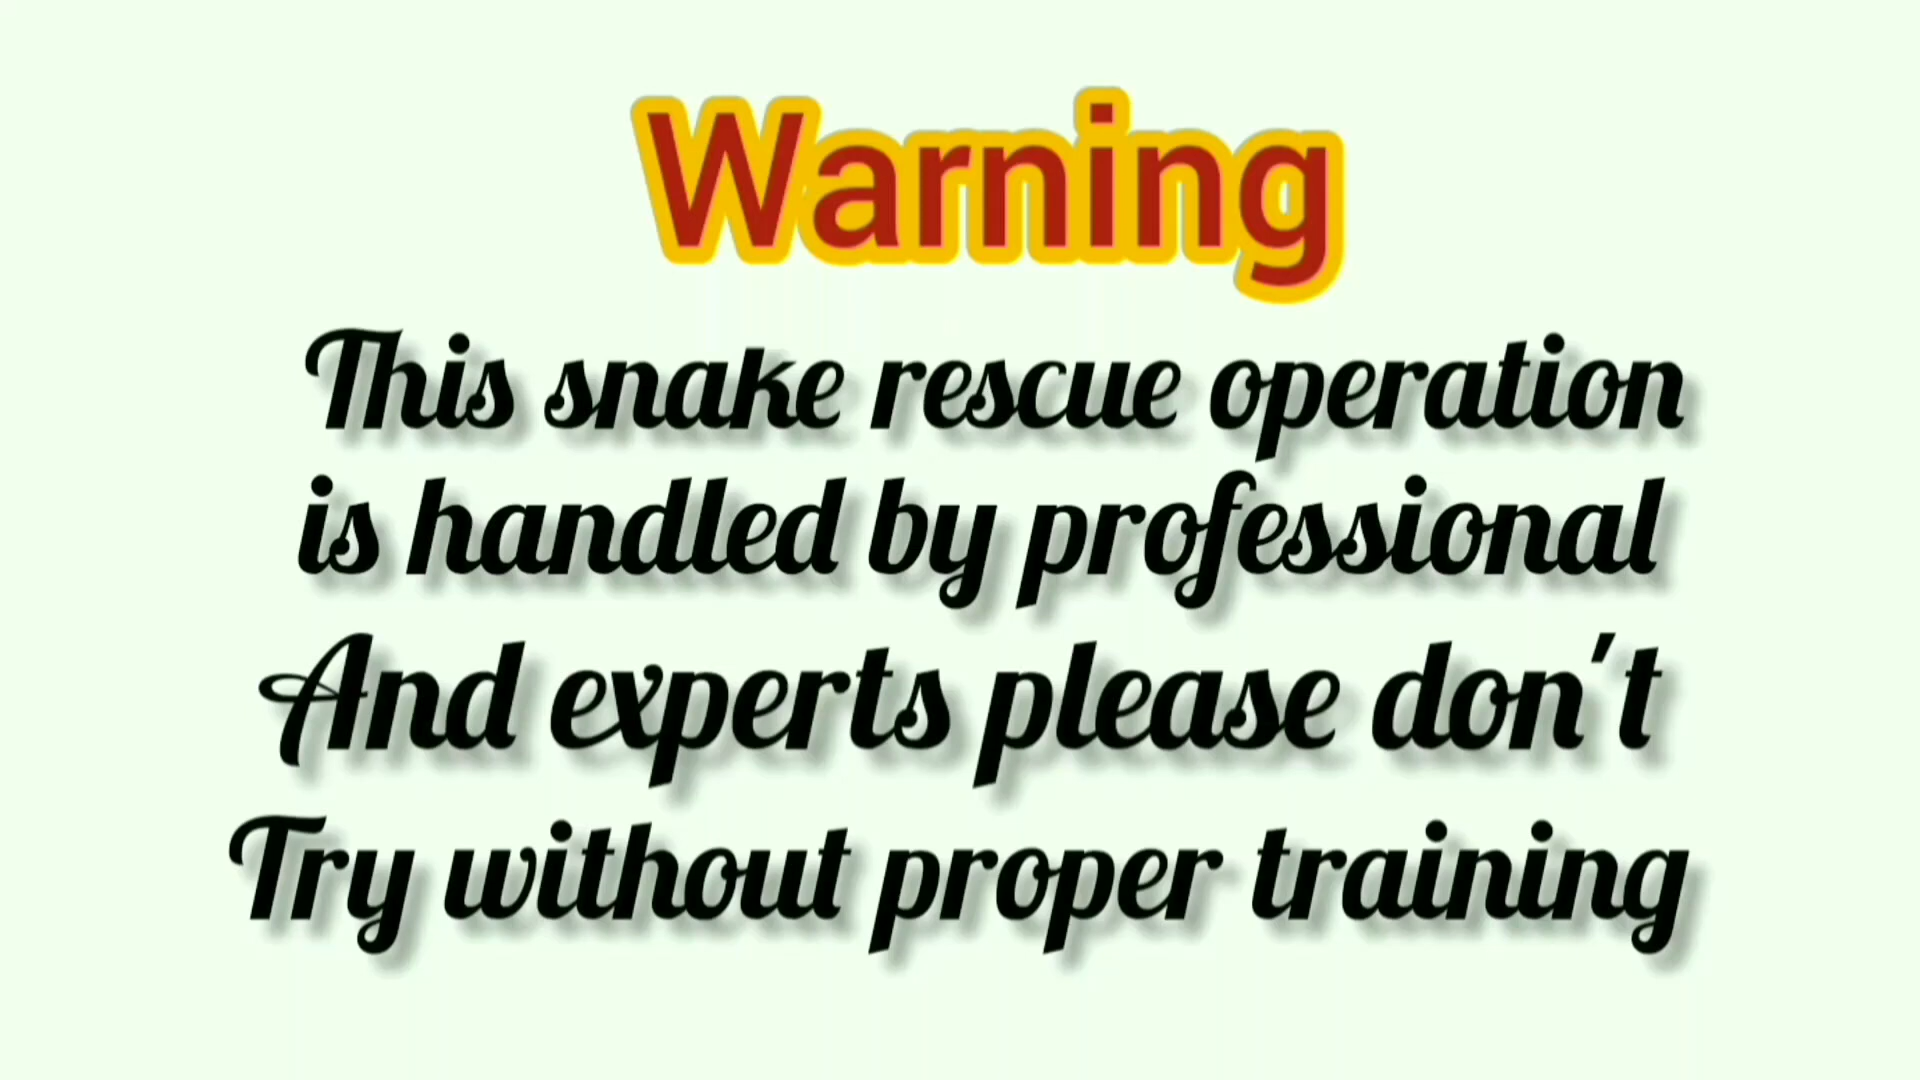 Warning
This snake rescue operation
is handled by professional
And experts please don't
Try without proper training